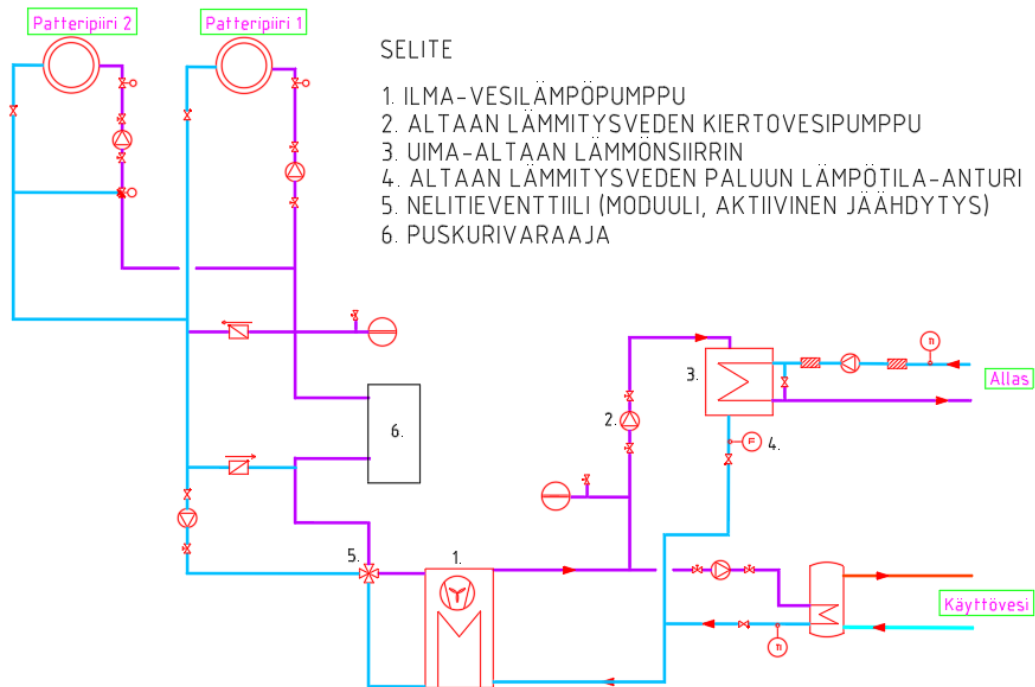 Patteripiiri 2
Patteripiiri 1
SELITE
1. ILMA-VESILÄMPÖPUMPPU
2. ALTAAN LÄMMITYSVEDEN KIERTOVESIPUMPPU
3. UIMA-ALTAAN LÄMMÖNSIIRRIN
4. ALTAAN LÄMMITYSVEDEN PALUUN LÄMPÖTILA-ANTURI
5. NELITIEVENTTIILI (MODUULI, AKTIIVINEN JÄÄHDYTYS)
6. PUSKURIVARAAJA
3.
Allas
2.
6.
4.
5.
1.
Käyttövesi